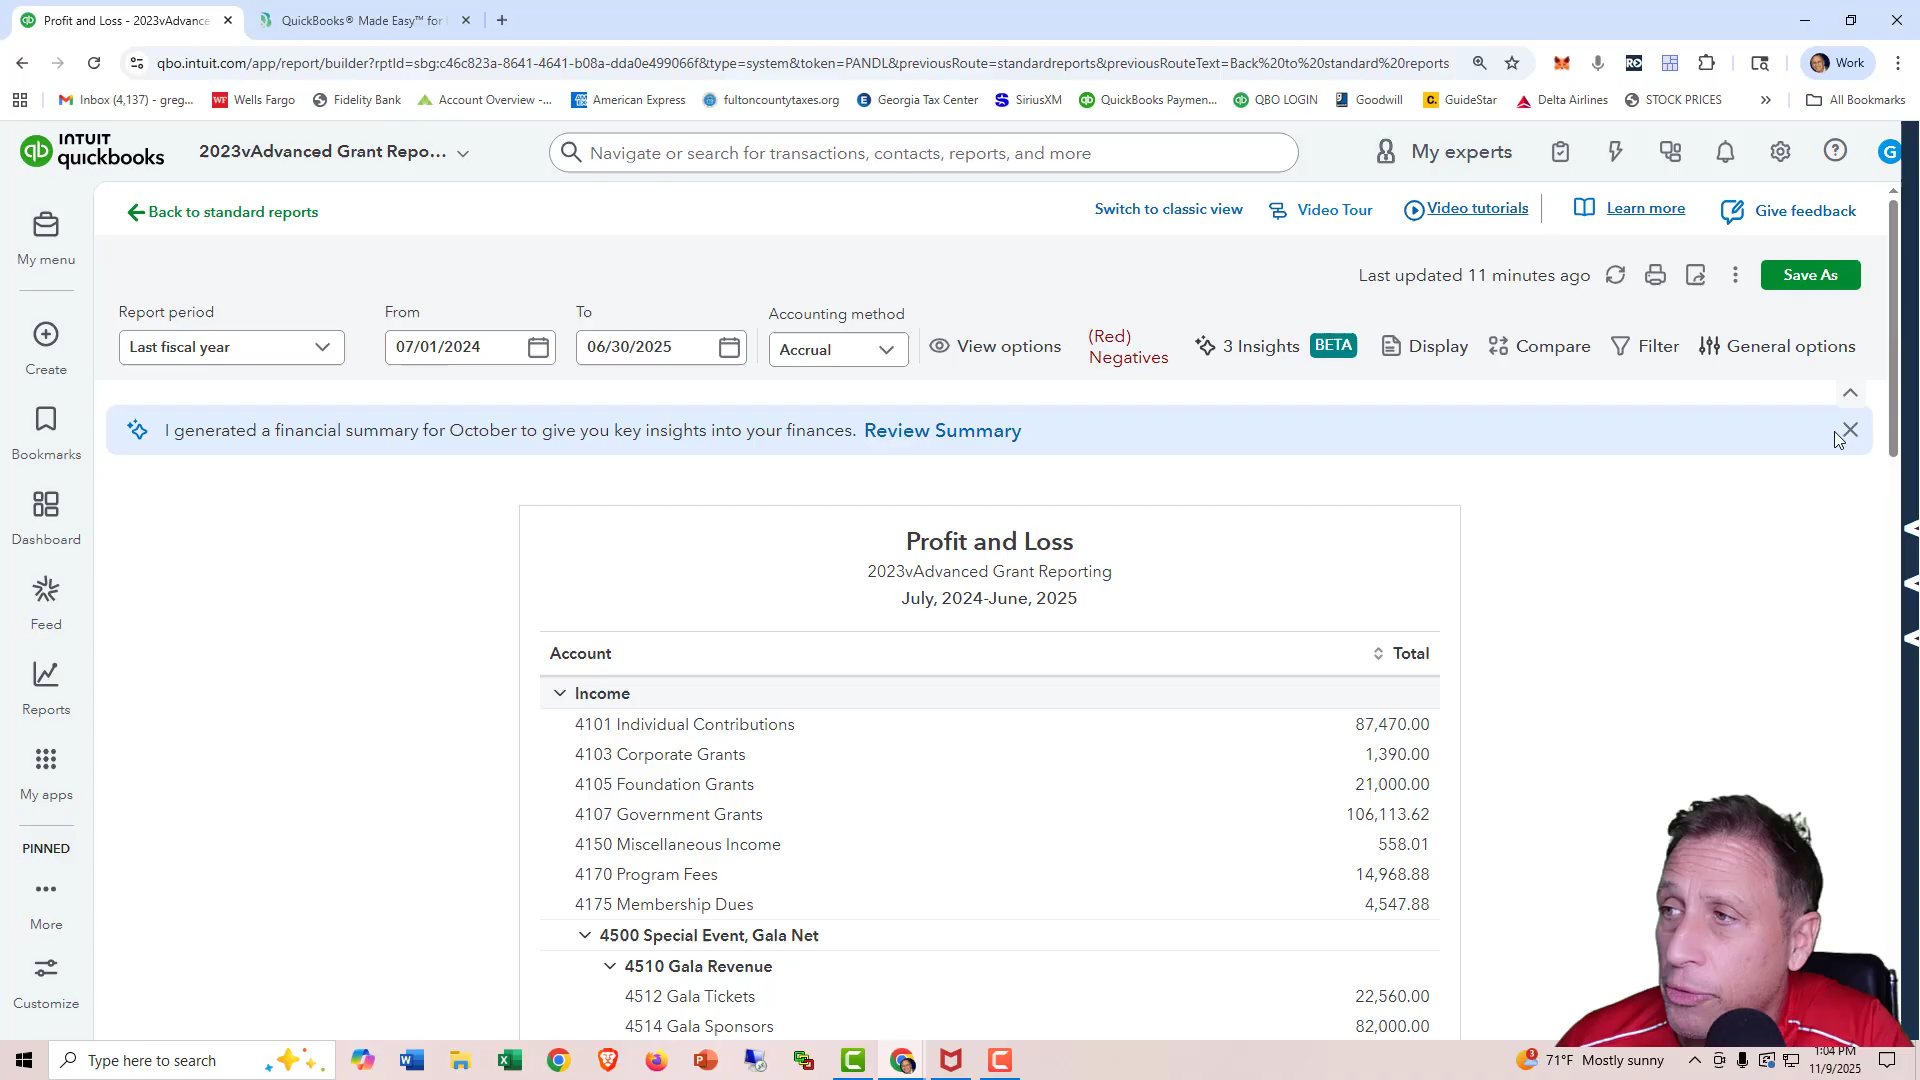 Profit and Loss - 2023vAdvance
QuickBooks® Made Easy™ for
qbo.intuit.com/app/report/builder?rptId=sbg:c46c823a-8641-4641-b08a-dda0e499066f&type=system&token=PANDL&previousRoute=standardreports&previousRouteText=Back%20to%20standard%20reports
Work
Inbox (4,137) - greg...
Wells Fargo
Fidelity Bank
Account Overview -...
American Express
fultoncountytaxes.org
Georgia Tax Center
SiriusXM
QuickBooks Paymen...
QBO LOGIN
Goodwill
GuideStar
Delta Airlines
STOCK PRICES
All Bookmarks
INTUIT
quickbooks
2023vAdvanced Grant Repo...
Navigate or search for transactions, contacts, reports, and more
My experts
G
Back to standard reports
Switch to classic view
Video Tour
Video tutorials
Learn more
Give feedback
My menu
Create
Bookmarks
Dashboard
Feed
Reports
My apps
PINNED
More
Customize
Last updated 11 minutes ago
Save As
Report period
From
To
Accounting method
Last fiscal year
07/01/2024
06/30/2025
Accrual
View options
(Red)
Negatives
3 Insights BETA
Display
Compare
Filter
General options
I generated a financial summary for October to give you key insights into your finances. Review Summary
Profit and Loss
2023vAdvanced Grant Reporting
July, 2024-June, 2025
Account Total
Income
4101 Individual Contributions 87,470.00
4103 Corporate Grants 1,390.00
4105 Foundation Grants 21,000.00
4107 Government Grants 106,113.62
4150 Miscellaneous Income 558.01
4170 Program Fees 14,968.88
4175 Membership Dues 4,547.88
4500 Special Event, Gala Net
4510 Gala Revenue
4512 Gala Tickets 22,560.00
4514 Gala Sponsors 82,000.00
Type here to search
71°F Mostly sunny
1:04 PM
11/9/2025